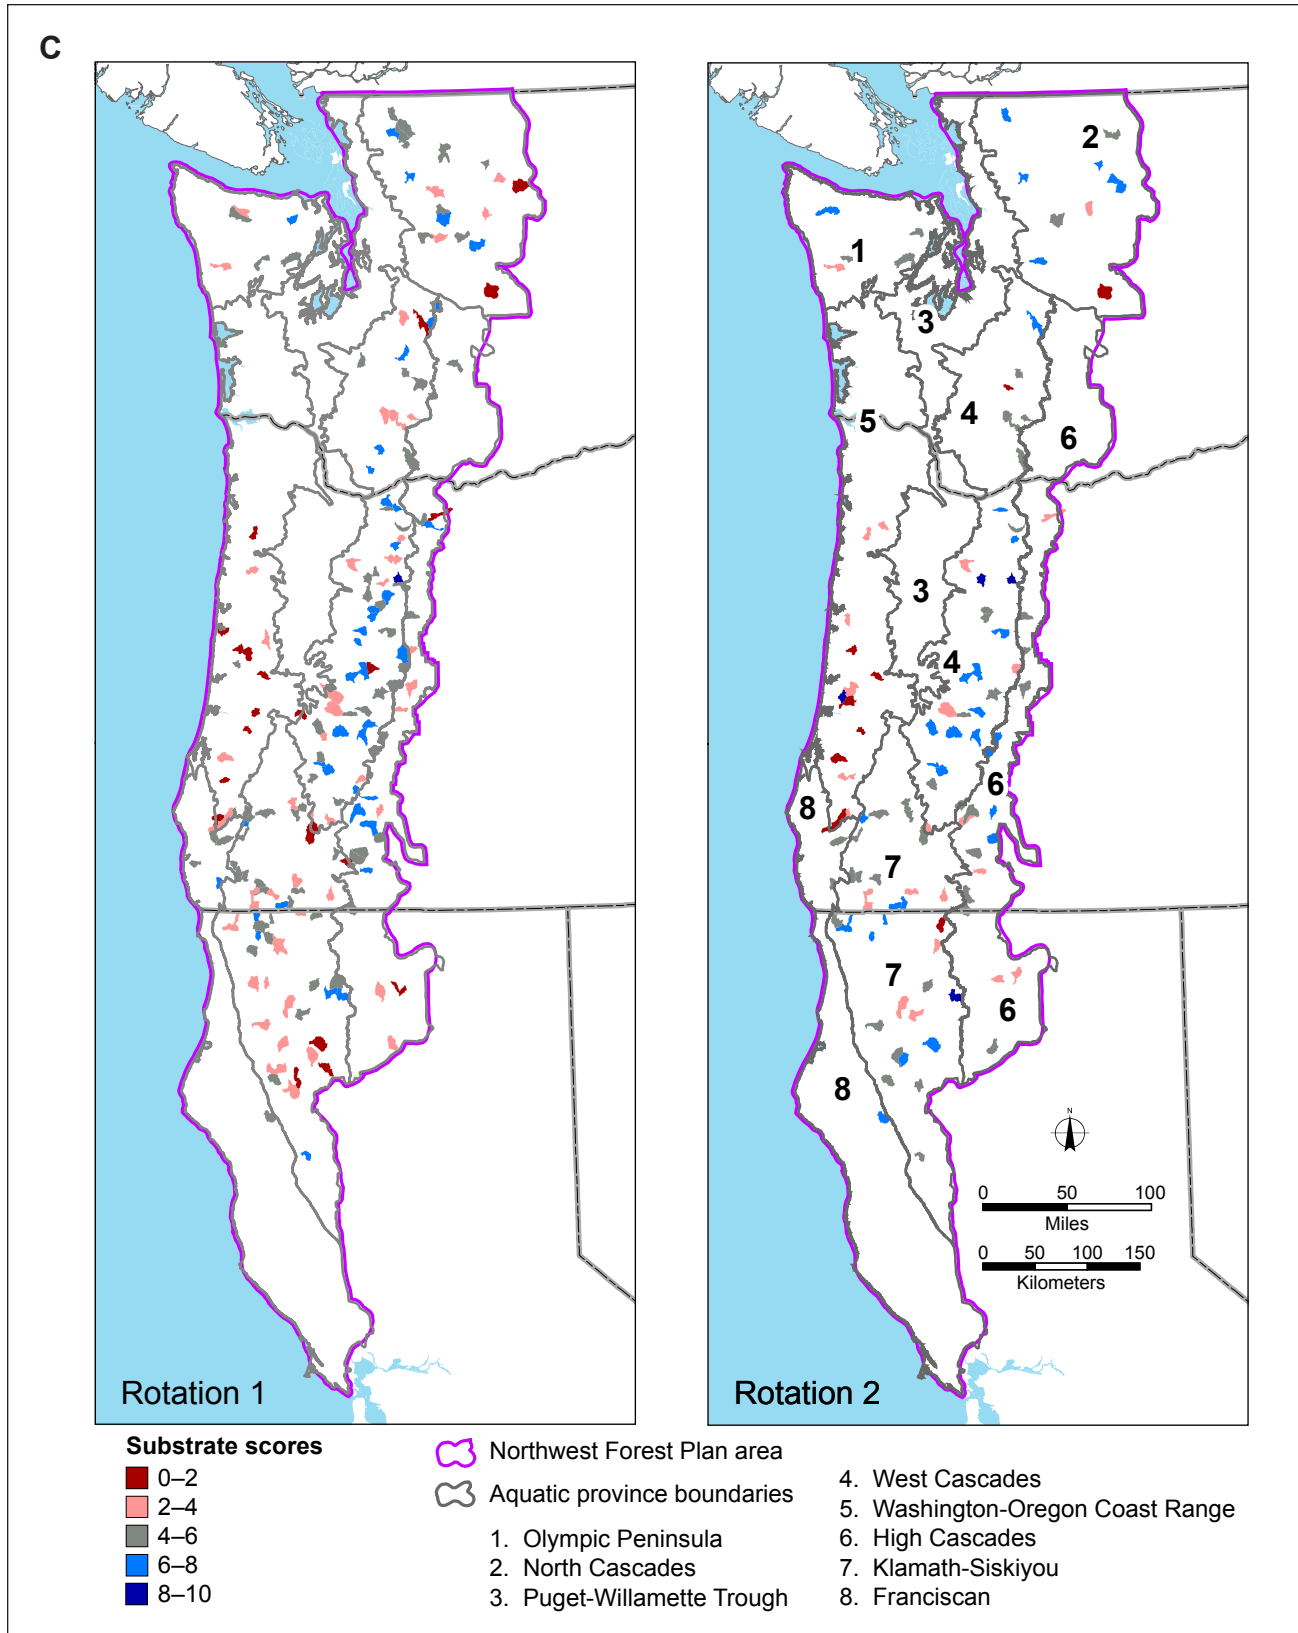 C
2
1
3
5
4
6
3
4
6
8
7
7
6
8
N
0 50 100
Miles
0 50 100 150
Kilometers
Rotation 1
Rotation 2
Substrate scores
0–2
2–4
4–6
6–8
8–10
Northwest Forest Plan area
Aquatic province boundaries
1. Olympic Peninsula
2. North Cascades
3. Puget-Willamette Trough
4. West Cascades
5. Washington-Oregon Coast Range
6. High Cascades
7. Klamath-Siskiyou
8. Franciscan